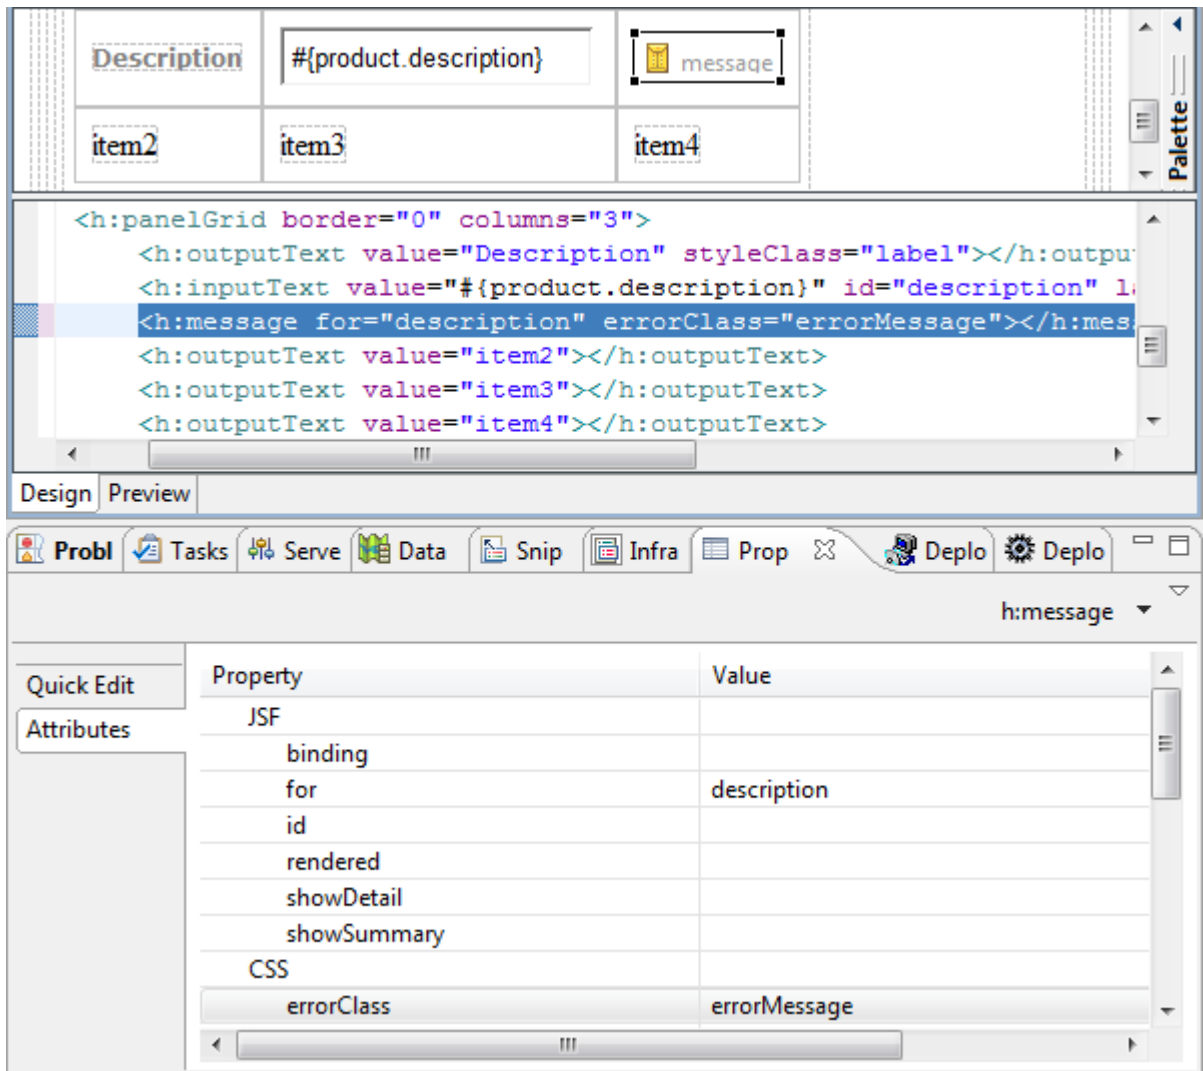 Description #{product.description} message
item2 item3 item4
Palette
<h:panelGrid border="0" columns="3">
<h:outputText value="Description" styleClass="label"></h:outpu
<h:inputText value="#{product.description}" id="description" la
<h:message for="description" errorClass="errorMessage"></h:mes
<h:outputText value="item2"></h:outputText>
<h:outputText value="item3"></h:outputText>
<h:outputText value="item4"></h:outputText>
Design Preview
Probl Tasks Serve Data Snip Infra Prop Deplo Deplo
h:message
Quick Edit
Attributes
Property Value
JSF
binding
for description
id
rendered
showDetail
showSummary
CSS
errorClass errorMessage